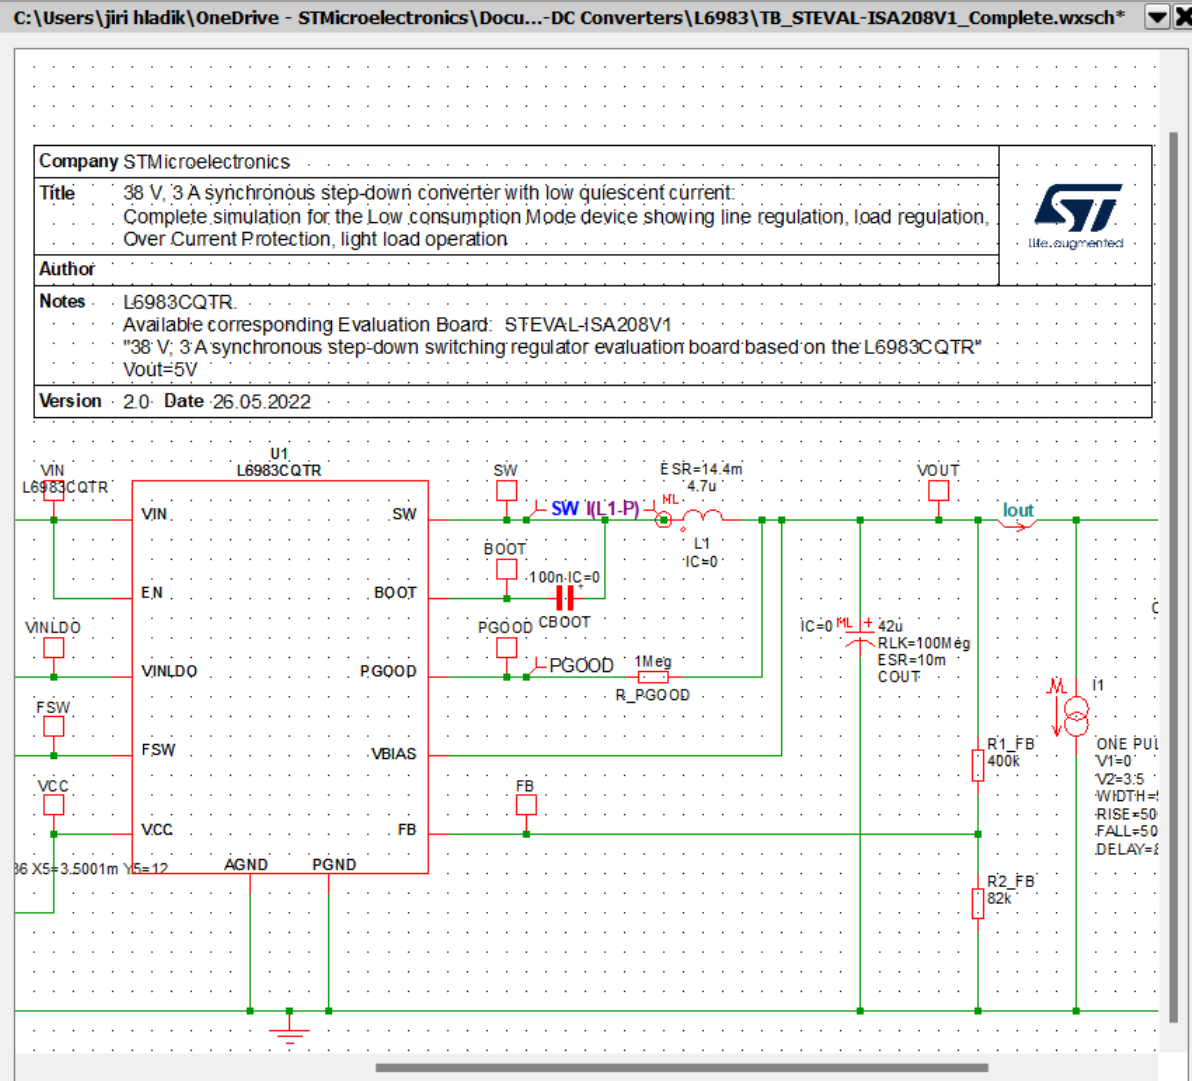 C:\Users\jiri hladik\OneDrive - STMicroelectronics\Docu...-DC Converters\L6983\TB_STEVAL-ISA208V1_Complete.wxsch*
Company STMicroelectronics
Title 38 V, 3 A synchronous step-down converter with low quiescent current:
Complete simulation for the Low consumption Mode device showing line regulation, load regulation,
Over Current Protection, light load operation
life.augmented
Author
Notes L6983CQTR.
Available corresponding Evaluation Board: STEVAL-ISA208V1
"38 V, 3 A synchronous step-down switching regulator evaluation board based on the L6983CQTR"
Vout=5V
Version 2.0 Date 26.05.2022
U1
L6983CQTR
VIN
L6983CQTR
SW
ESR=14.4m
4.7u
VOUT
VIN
SW
SW I(L1-P)
ML
Iout
L1
IC=0
BOOT
100n IC=0
EN
BOOT
CBOOT
VINLDO
PGOOD
IC=0
ML
42u
RLK=100Meg
ESR=10m
COUT
VINLDO
PGOOD
PGOOD
1Meg
R_PGOOD
I1
FSW
FSW
VBIAS
R1_FB
400k
ONE PUL
V1=0
V2=3.5
WIDTH=
RISE=50
FALL=50
DELAY=
VCC
FB
VCC
FB
36 X5=3.5001m Y5=12
AGND
PGND
R2_FB
82k